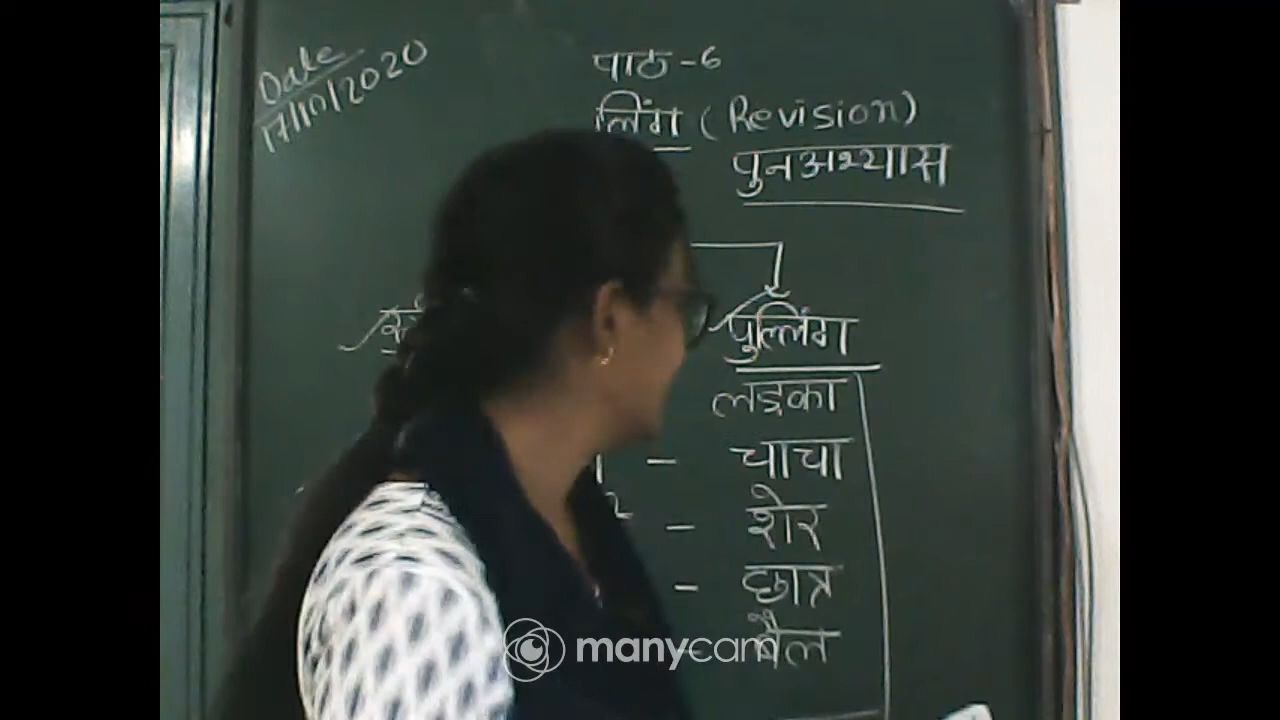 Date
17/10/2020
पाठ - 6
लिंग (Revision)
पुनअभ्यास
पुल्लिंग
लड़का
- चाचा
- शेर
- छात्र
बैल
manycam